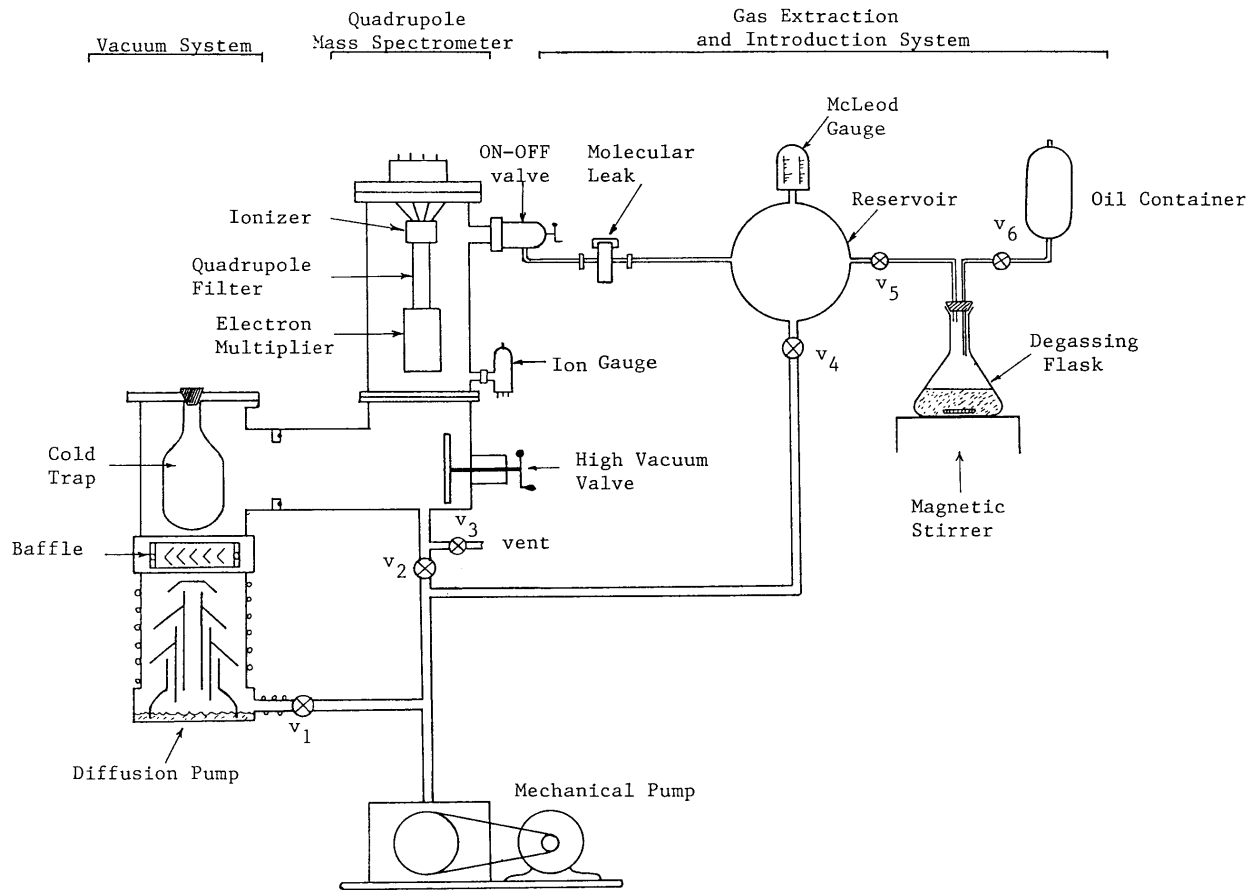 Vacuum System
Quadrupole
Mass Spectrometer
Gas Extraction
and Introduction System
McLeod
Gauge
ON-OFF
valve
Molecular
Leak
Ionizer
Reservoir
Oil Container
v6
Quadrupole
Filter
v5
Electron
Multiplier
Ion Gauge
v4
Degassing
Flask
Cold
Trap
High Vacuum
Valve
Magnetic
Stirrer
v3
vent
Baffle
v2
v1
Diffusion Pump
Mechanical Pump